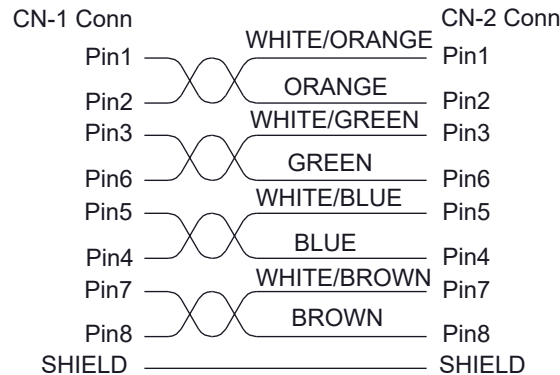 CN-1 Conn CN-2 Conn
Pin1 WHITE/ORANGE Pin1
Pin2 ORANGE Pin2
Pin3 WHITE/GREEN Pin3
Pin6 GREEN Pin6
Pin5 WHITE/BLUE Pin5
Pin4 BLUE Pin4
Pin7 WHITE/BROWN Pin7
Pin8 BROWN Pin8
SHIELD SHIELD